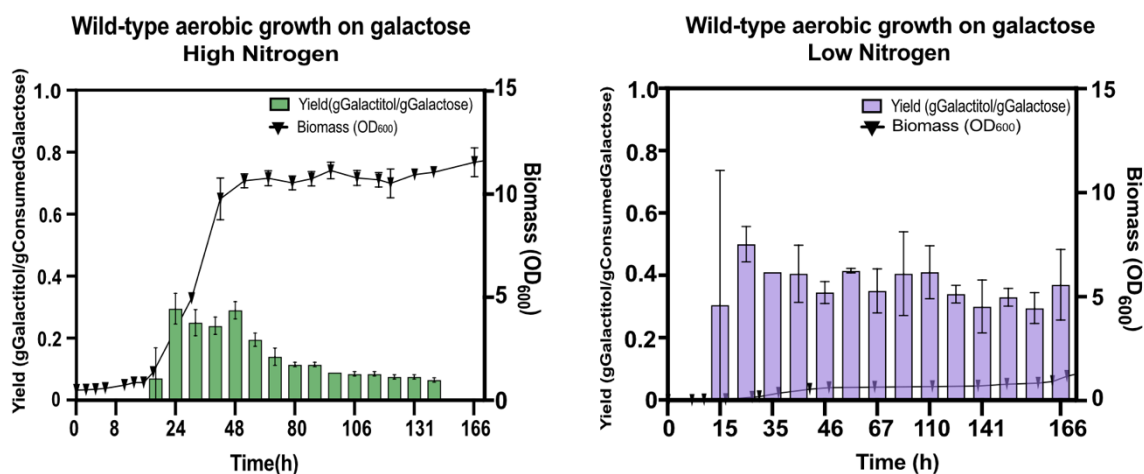 Wild-type aerobic growth on galactose
High Nitrogen
Yield (gGalactitol/gConsumedGalactose)
1.0
0.8
0.6
0.4
0.2
0
Yield(gGalactitol/gGalactose)
Biomass (OD600)
15
10
5
0
Biomass (OD600)
0 8 24 48 80 106 131 166
Time(h)
Wild-type aerobic growth on galactose
Low Nitrogen
Yield (gGalactitol/gConsumedGalactose)
1.0
0.8
0.6
0.4
0.2
0
Yield (gGalactitol/gGalactose)
Biomass (OD600)
15
10
5
0
Biomass (OD600)
0 15 35 46 67 110 141 166
Time (h)